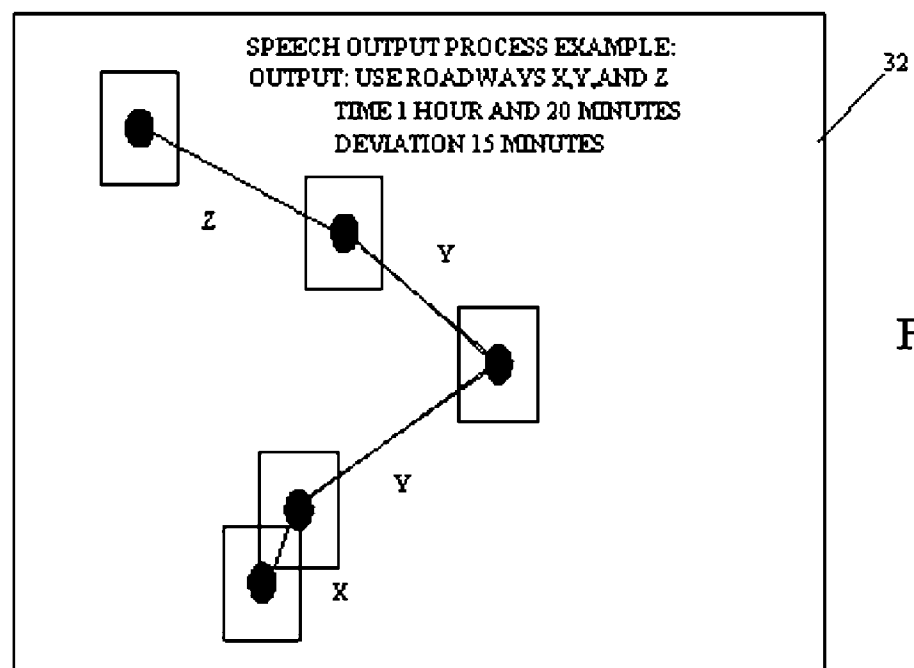 SPEECH OUTPUT PROCESS EXAMPLE:
OUTPUT: USE ROADWAYS X,Y,AND Z
TIME 1 HOUR AND 20 MINUTES
DEVIATION 15 MINUTES
32
Z
Y
F
Y
X